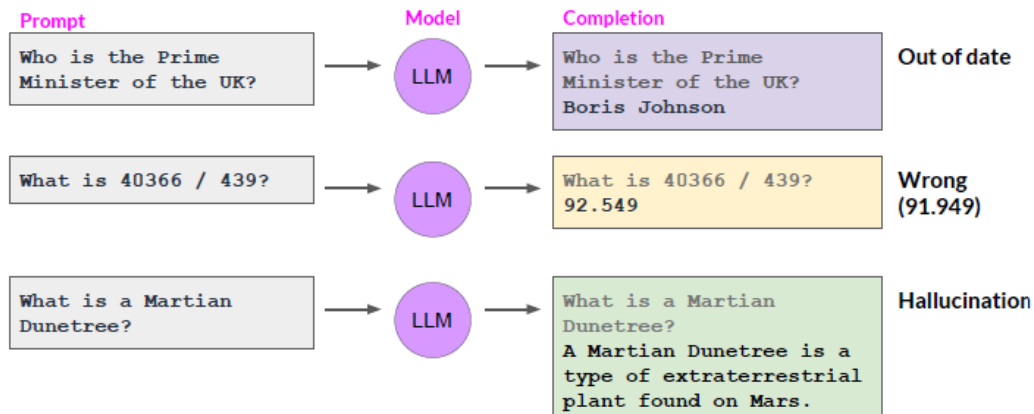 Prompt
Model
Completion
Who is the Prime
Minister of the UK?
LLM
Who is the Prime
Minister of the UK?
Boris Johnson
Out of date
What is 40366 / 439?
LLM
What is 40366 / 439?
92.549
Wrong
(91.949)
What is a Martian
Dunetree?
LLM
What is a Martian
Dunetree?
A Martian Dunetree is a
type of extraterrestrial
plant found on Mars.
Hallucination